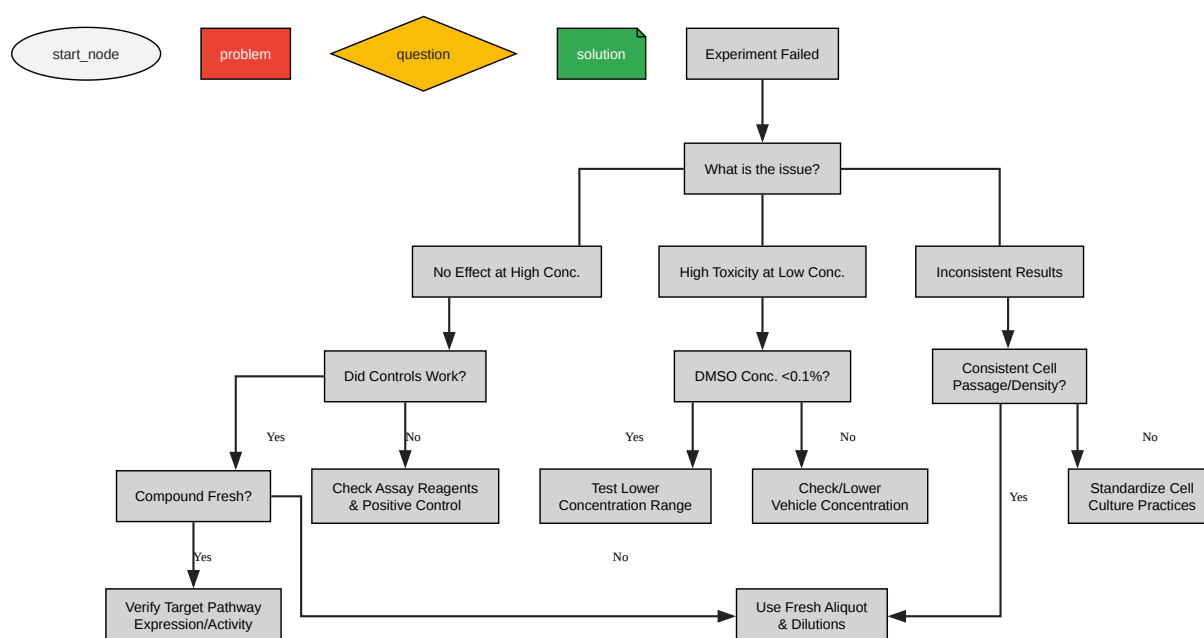 start_node
problem
question
solution
Experiment Failed
What is the issue?
No Effect at High Conc.
High Toxicity at Low Conc.
Inconsistent Results
Did Controls Work?
DMSO Conc. <0.1%?
Consistent Cell
Passage/Density?
Yes
No
Yes
No
No
Compound Fresh?
Check Assay Reagents
& Positive Control
Test Lower
Concentration Range
Check/Lower
Vehicle Concentration
Yes
Standardize Cell
Culture Practices
Yes
No
Verify Target Pathway
Expression/Activity
Use Fresh Aliquot
& Dilutions